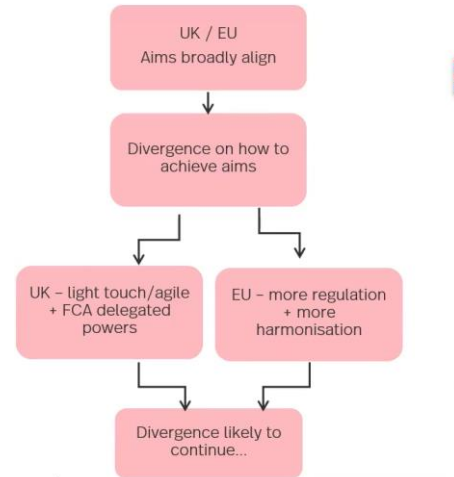 UK / EU
Aims broadly align
Divergence on how to
achieve aims
UK – light touch/agile
+ FCA delegated
powers
EU – more regulation
+ more
harmonisation
Divergence likely to
continue...